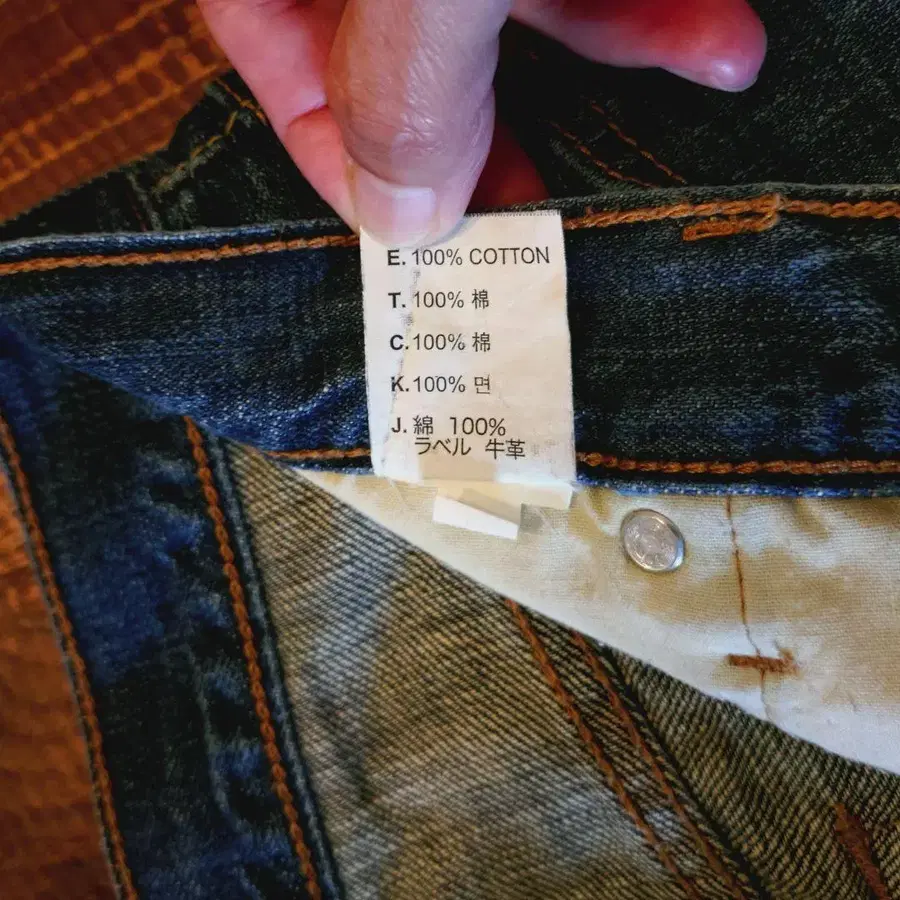 E. 100% COTTON
T. 100% 棉
C. 100% 棉
K. 100% 면
J. 綿 100%
ラベル 牛革